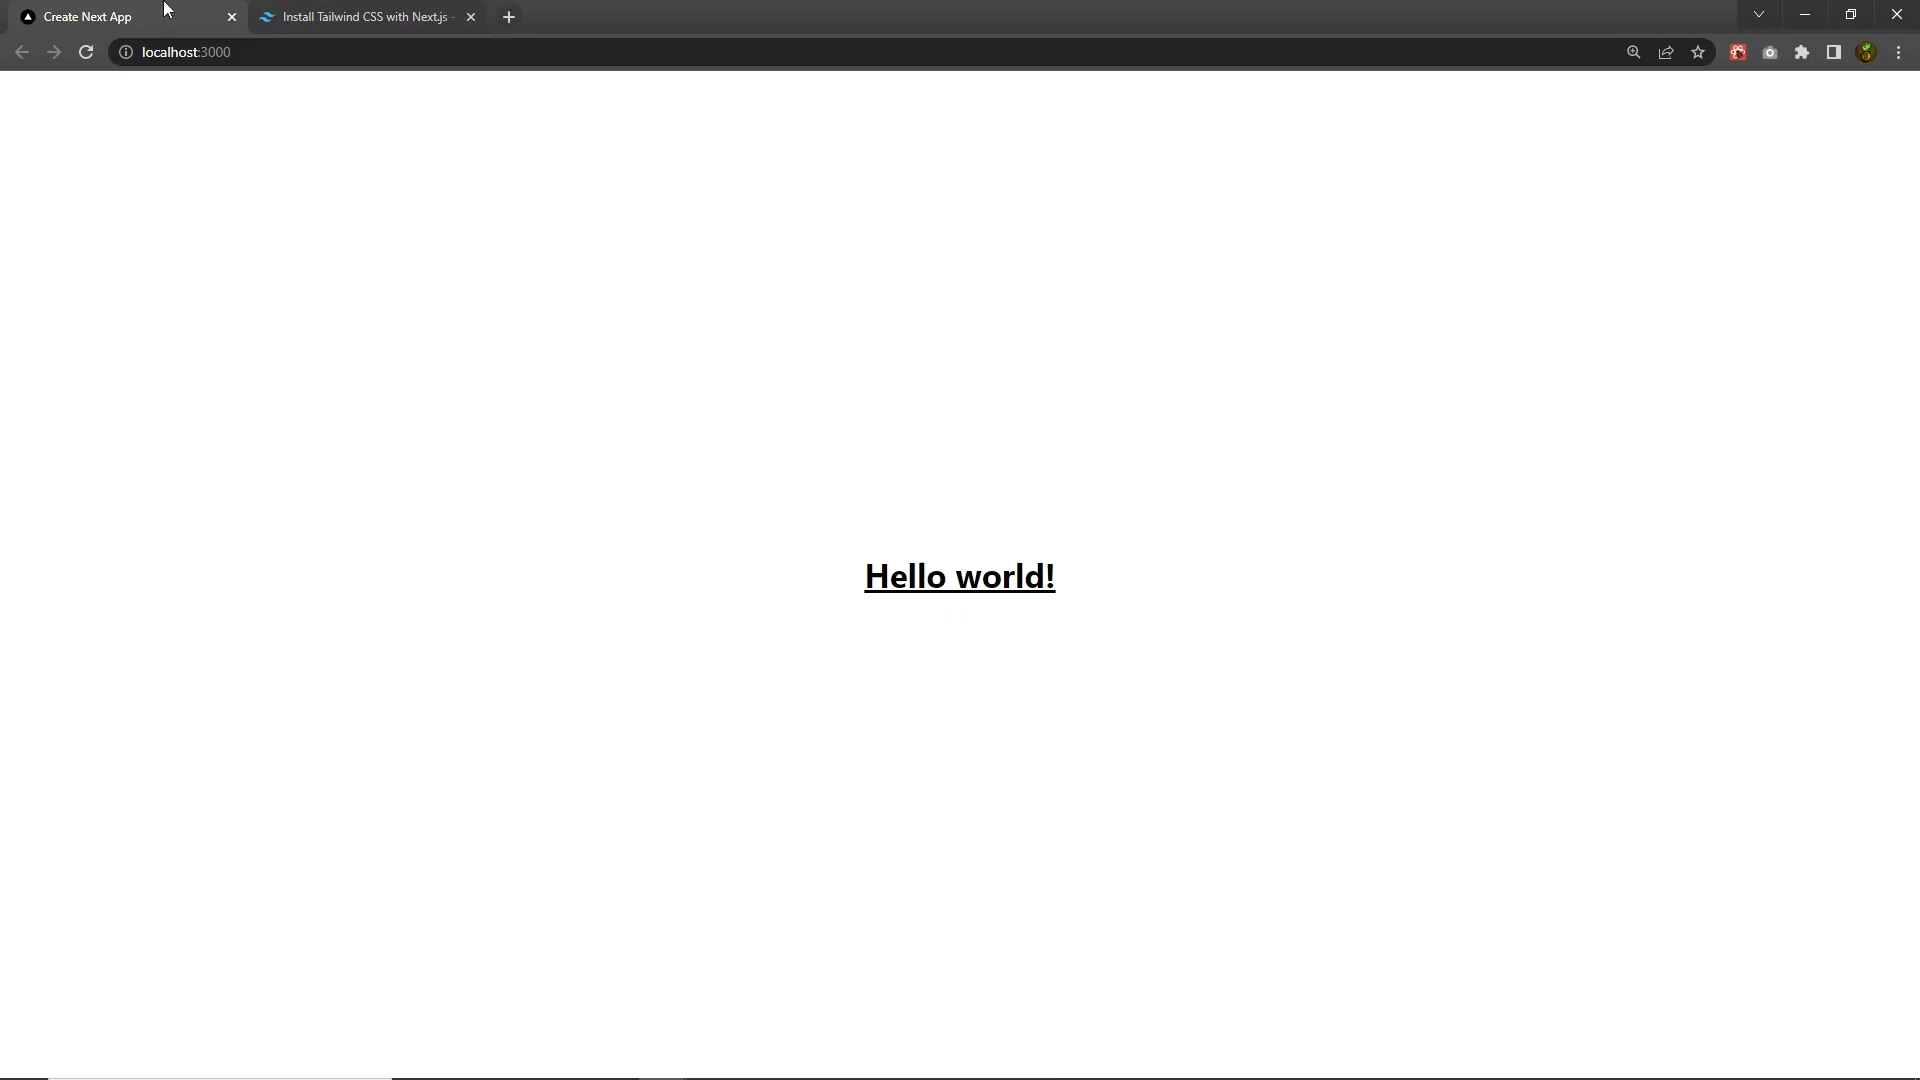 Create Next App
Install Tailwind CSS with Next.js -
localhost:3000
Hello world!